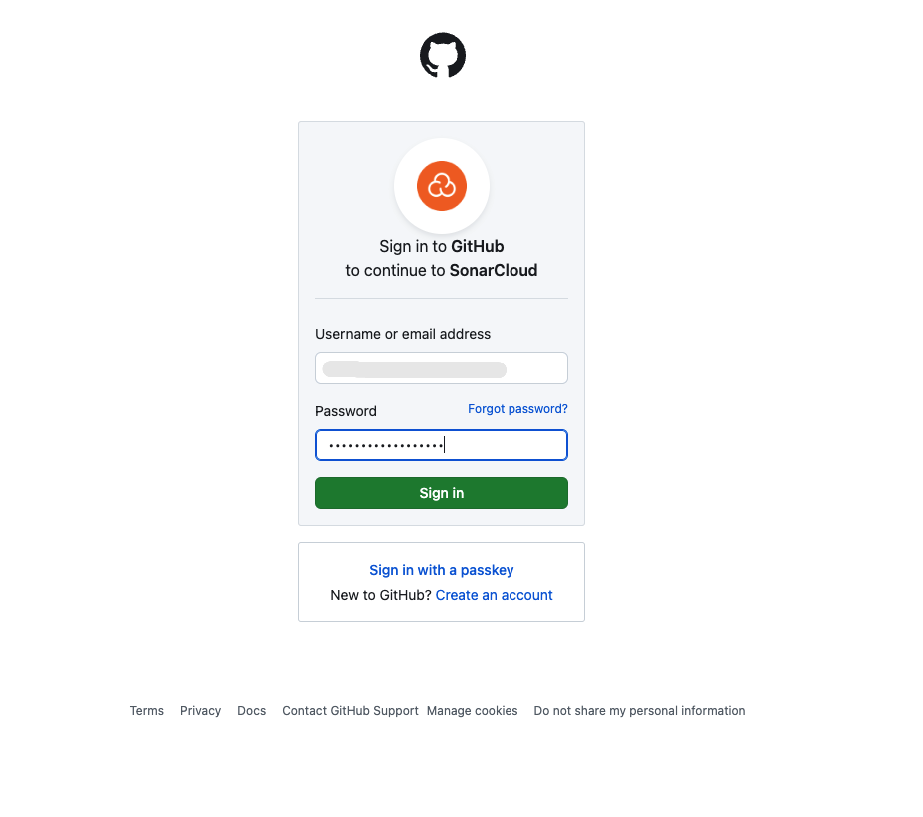 Sign in to GitHub
to continue to SonarCloud
Username or email address
Password Forgot password?
••••••••••••••••••
Sign in
Sign in with a passkey
New to GitHub? Create an account
Terms Privacy Docs Contact GitHub Support Manage cookies Do not share my personal information